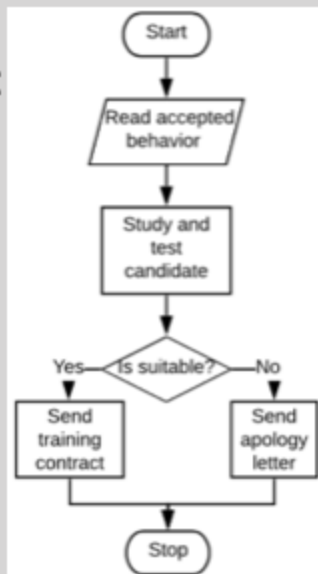 Start
Read accepted
behavior
Study and
test
candidate
Is suitable?
Yes
No
Send
training
contract
Send
apology
letter
Stop